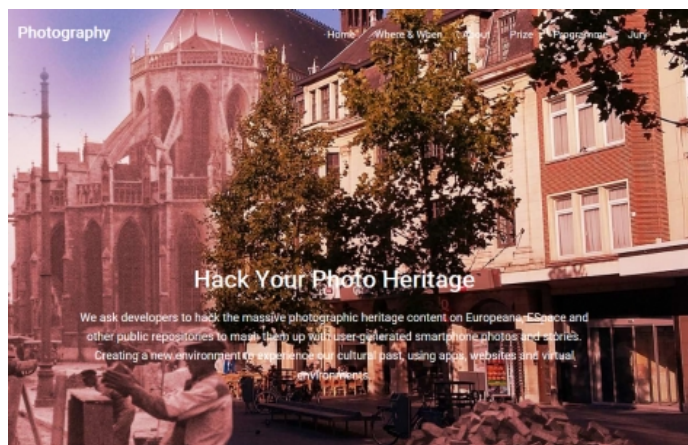 Photography
Home Where & When About Prize Programme Jury
Hack Your Photo Heritage
We ask developers to hack the massive photographic heritage content on Europeana, ESpace and
other public repositories to mash them up with user-generated smartphone photos and stories.
Creating a new environment to experience our cultural past, using apps, websites and virtual
environments.